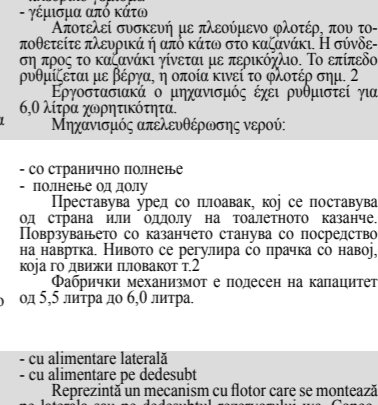 - γέμισμα από κάτω
Αποτελεί συσκευή με πλεούμενο φλοτέρ, που το-
ποθετείτε πλευρικά ή από κάτω στο καζανάκι. Η σύνδε-
ση προς το καζανάκι γίνεται με περικόχλιο. Το επίπεδο
ρυθμίζεται με βέργα, η οποία κινεί το φλοτέρ σημ. 2
Εργοστασιακά ο μηχανισμός έχει ρυθμιστεί για
6,0 λίτρα χωρητικότητα.
Μηχανισμός απελευθέρωσης νερού:
- со странично полнење
- полнење од долу
Преставува уред со плоавак, кој се поставува
од страна или оддолу на тоалетното казанче.
Поврзувањето со казанчето станува со посредство
на навртка. Нивото се регулира со прачка со навој,
која го движи пловакот т.2
Фабрички механизмот е подесен на капацитет
од 5,5 литра до 6,0 литра.
- cu alimentare laterală
- cu alimentare pe dedesubt
Reprezintă un mecanism cu flotor care se montează